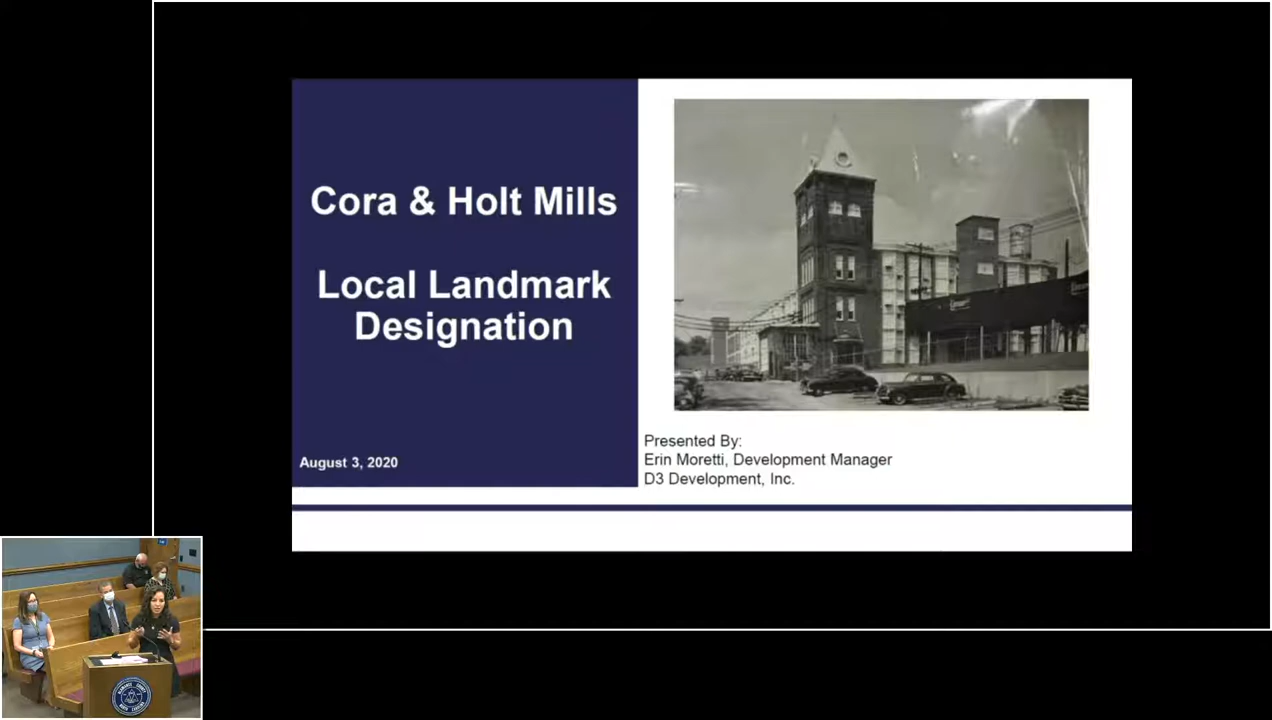 Cora & Holt Mills
Local Landmark
Designation
August 3, 2020
Presented By:
Erin Moretti, Development Manager
D3 Development, Inc.